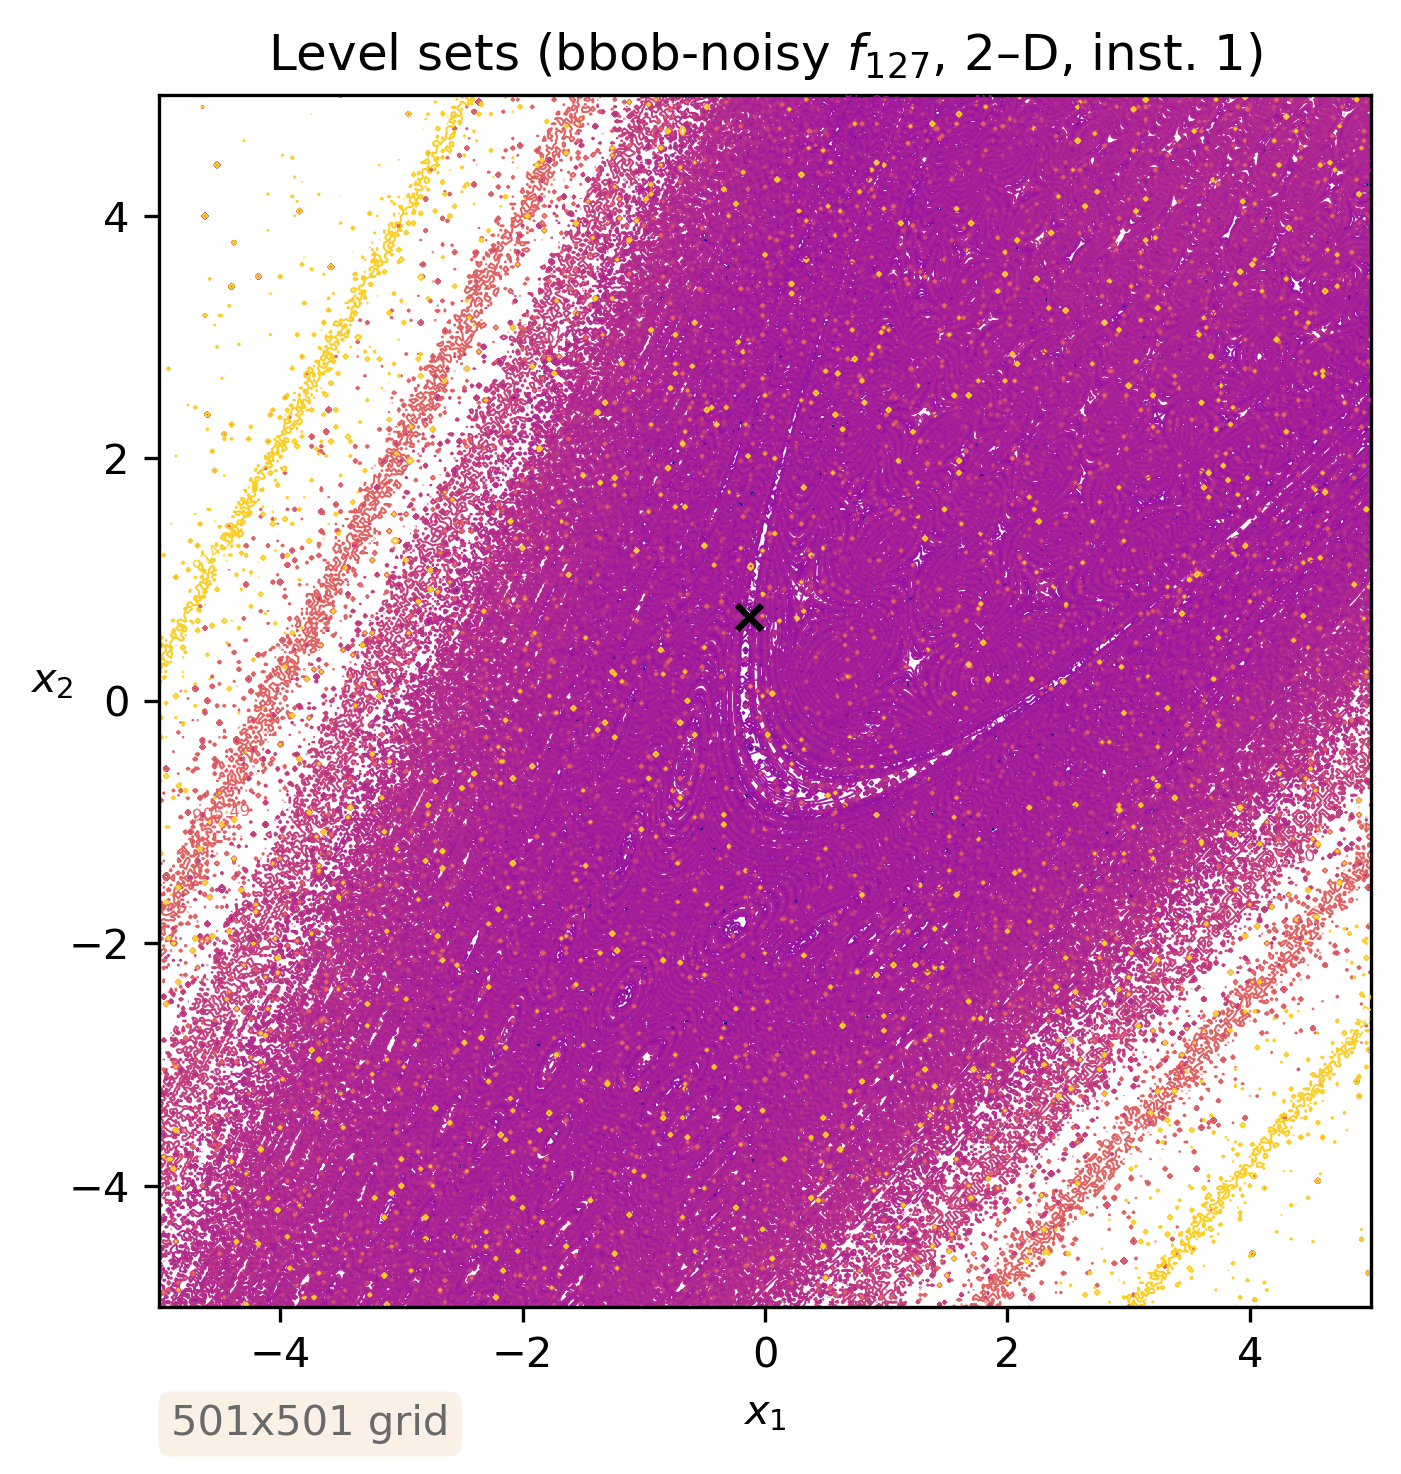 Level sets (bbob-noisy f127, 2–D, inst. 1)
4
2
0
−2
−4
x2
−4 −2 0 2 4
x1
501x501 grid